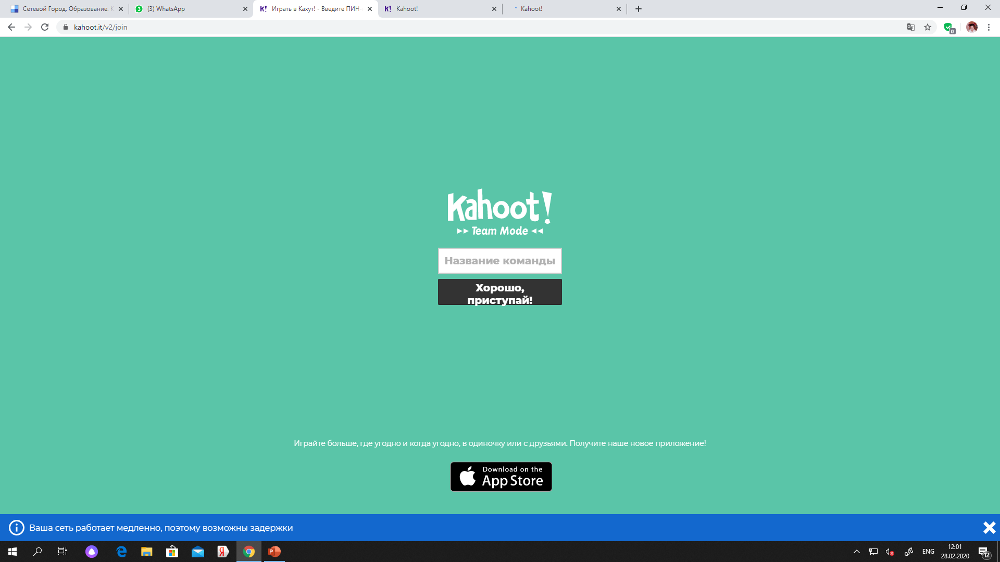 Сетевой Город. Образование. К
3
(3) WhatsApp
K! Играть в Кахут! - Введите ПИН-
K! Kahoot!
Kahoot!
kahoot.it/v2/join
0
Kahoot!
Team Mode
Название команды
Хорошо,
приступай!
Играйте больше, где угодно и когда угодно, в одиночку или с друзьями. Получите наше новое приложение!
Download on the
App Store
Ваша сеть работает медленно, поэтому возможны задержки
ENG
12:01
28.02.2020
12